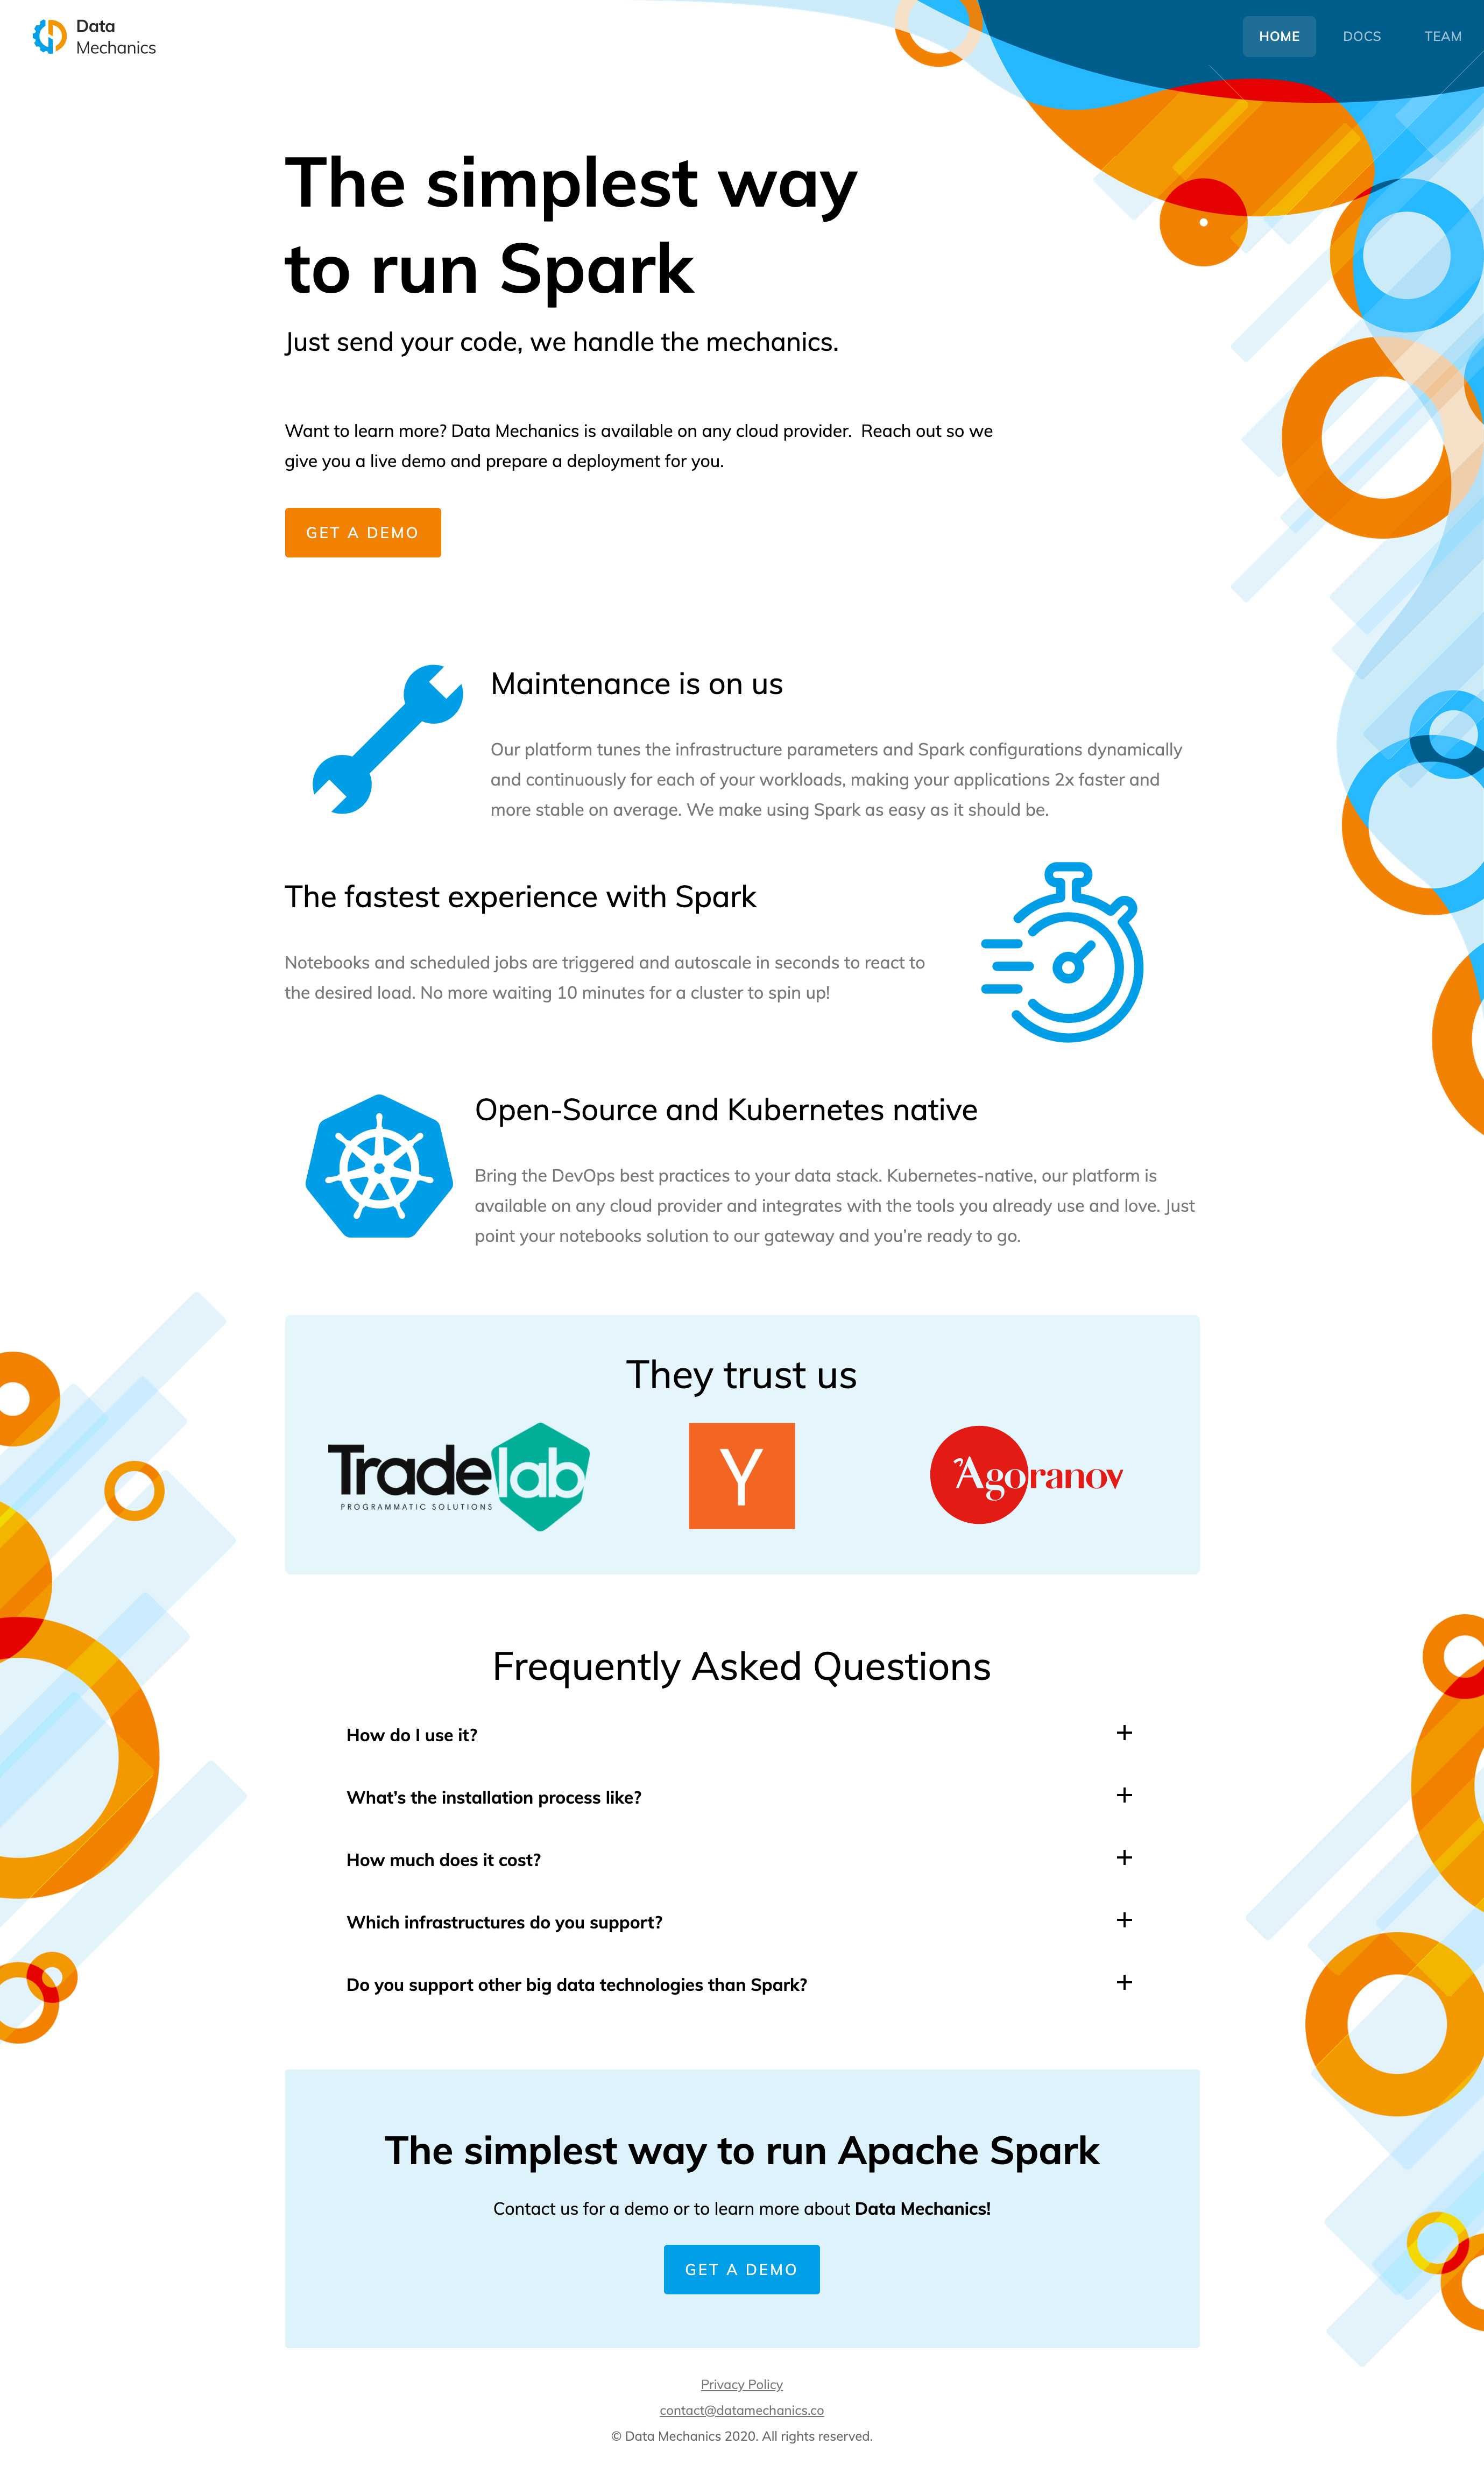 Data
Mechanics
HOME DOCS TEAM
The simplest way
to run Spark
Just send your code, we handle the mechanics.
Want to learn more? Data Mechanics is available on any cloud provider.  Reach out so we
give you a live demo and prepare a deployment for you.
GET A DEMO
Maintenance is on us
Our platform tunes the infrastructure parameters and Spark configurations dynamically
and continuously for each of your workloads, making your applications 2x faster and
more stable on average. We make using Spark as easy as it should be.
The fastest experience with Spark
Notebooks and scheduled jobs are triggered and autoscale in seconds to react to
the desired load. No more waiting 10 minutes for a cluster to spin up!
Open-Source and Kubernetes native
Bring the DevOps best practices to your data stack. Kubernetes-native, our platform is
available on any cloud provider and integrates with the tools you already use and love. Just
point your notebooks solution to our gateway and you’re ready to go.
They trust us
Tradelab
PROGRAMMATIC SOLUTIONS
Y
Agoranov
Frequently Asked Questions
How do I use it? +
What’s the installation process like? +
How much does it cost? +
Which infrastructures do you support? +
Do you support other big data technologies than Spark? +
The simplest way to run Apache Spark
Contact us for a demo or to learn more about Data Mechanics!
GET A DEMO
Privacy Policy
contact@datamechanics.co
© Data Mechanics 2020. All rights reserved.